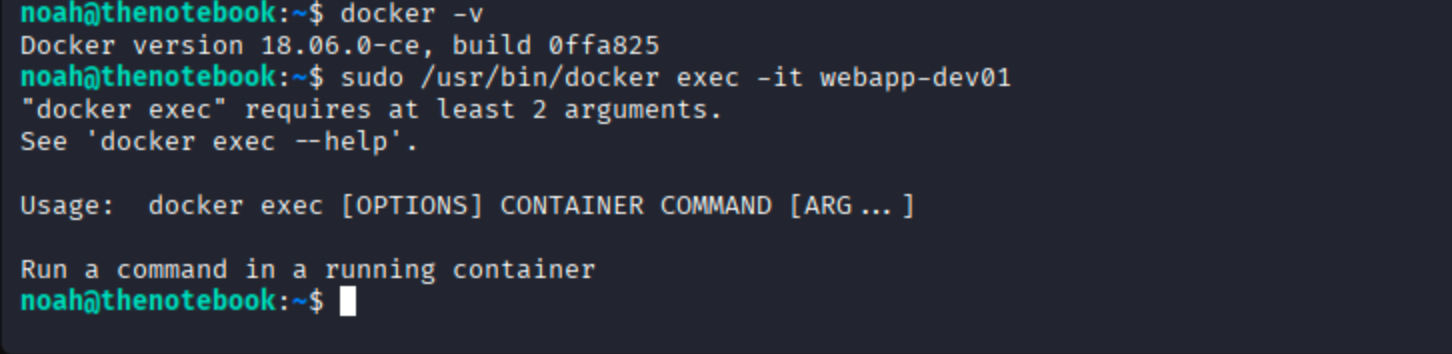 noah@thenotebook:~$ docker -v
Docker version 18.06.0-ce, build 0ffa825
noah@thenotebook:~$ sudo /usr/bin/docker exec -it webapp-dev01
"docker exec" requires at least 2 arguments.
See 'docker exec --help'.
Usage:  docker exec [OPTIONS] CONTAINER COMMAND [ARG...]
Run a command in a running container
noah@thenotebook:~$